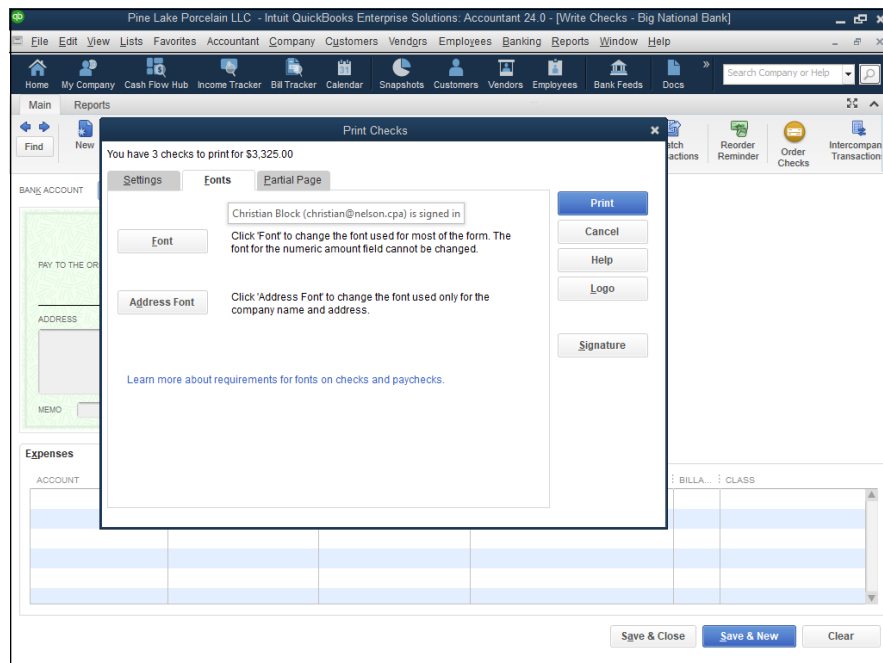 qb
Pine Lake Porcelain LLC - Intuit QuickBooks Enterprise Solutions: Accountant 24.0 - [Write Checks - Big National Bank]
File Edit View Lists Favorites Accountant Company Customers Vendors Employees Banking Reports Window Help
Home My Company Cash Flow Hub Income Tracker Bill Tracker Calendar Snapshots Customers Vendors Employees Bank Feeds Docs » Search Company or Help
Main Reports
Find New
Reorder Reminder
Order Checks
Print Checks
You have 3 checks to print for $3,325.00
Settings Fonts Partial Page
Christian Block (christian@nelson.cpa) is signed in
Font
Click 'Font' to change the font used for most of the form. The
font for the numeric amount field cannot be changed.
Address Font
Click 'Address Font' to change the font used only for the
company name and address.
Learn more about requirements for fonts on checks and paychecks.
Print
Cancel
Help
Logo
Signature
BANK ACCOUNT
PAY TO THE OR
ADDRESS
MEMO
Expenses
ACCOUNT BILLA... CLASS
Save & Close Save & New Clear